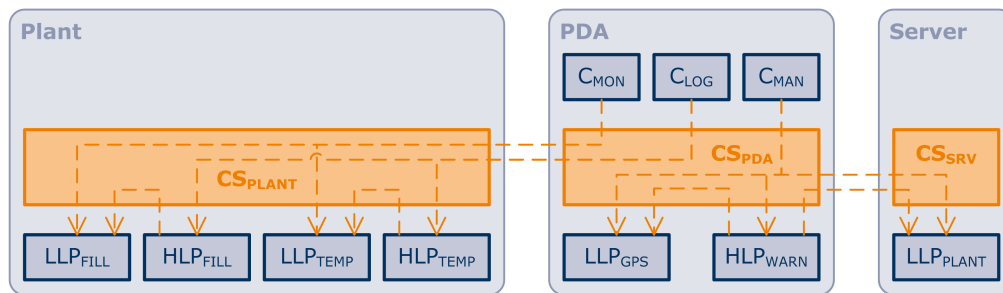 Plant
PDA
Server
CMON
CLOG
CMAN
CSPLANT
CSPDA
CSSRV
LLPFILL
HLPFILL
LLPTEMP
HLPTEMP
LLPGPS
HLPWARN
LLPPLANT